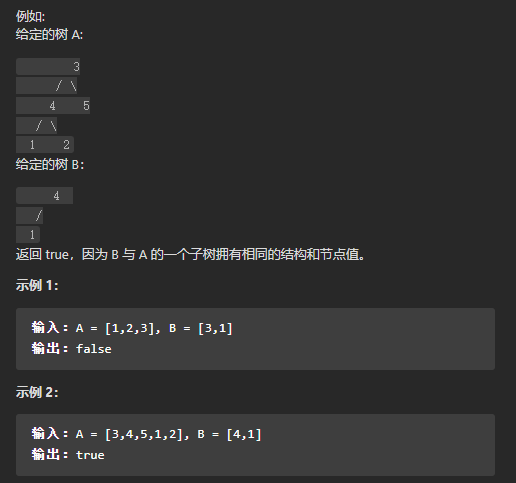 例如:
给定的树 A:
3
/ \
4 5
/ \
1 2
给定的树 B：
4
/
1
返回 true，因为 B 与 A 的一个子树拥有相同的结构和节点值。
示例 1：
输入：A = [1,2,3], B = [3,1]
输出：false
示例 2：
输入：A = [3,4,5,1,2], B = [4,1]
输出：true